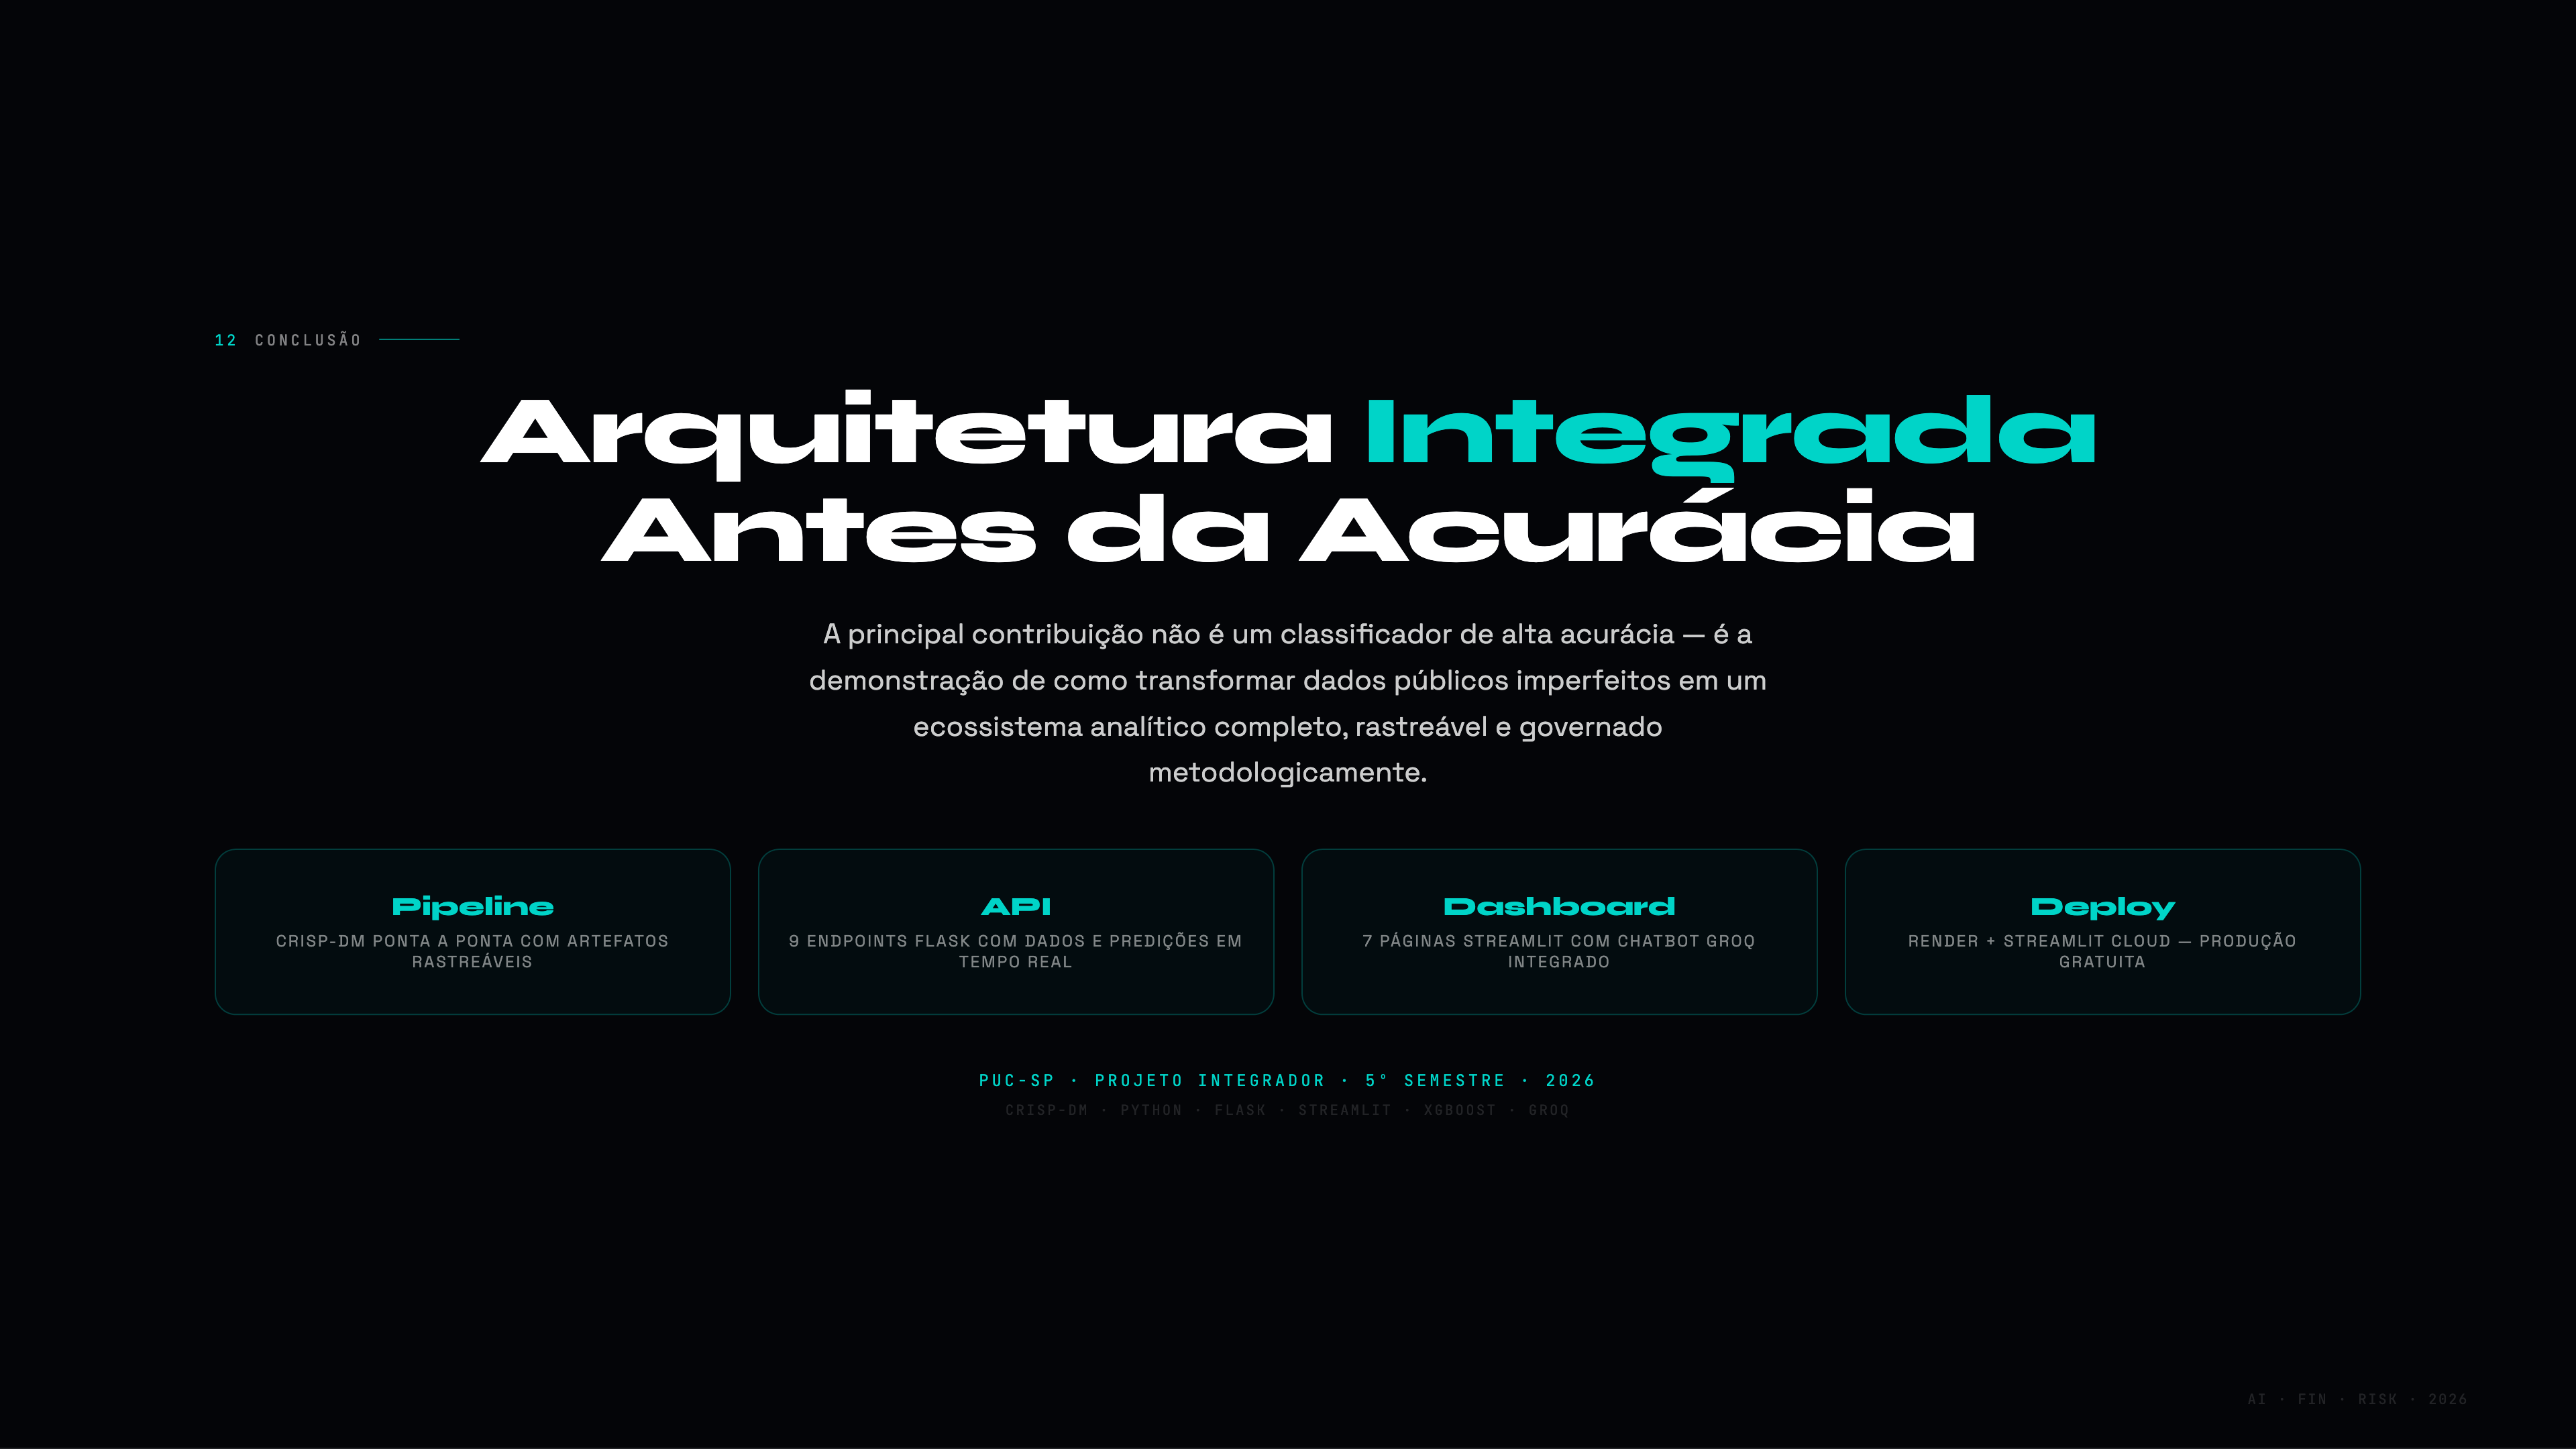 12 CONCLUSÃO
Arquitetura Integrada
Antes da Acurácia
A principal contribuição não é um classificador de alta acurácia — é a
demonstração de como transformar dados públicos imperfeitos em um
ecossistema analítico completo, rastreável e governado
metodologicamente.
Pipeline
CRISP-DM PONTA A PONTA COM ARTEFATOS
RASTREÁVEIS
API
9 ENDPOINTS FLASK COM DADOS E PREDIÇÕES EM
TEMPO REAL
Dashboard
7 PÁGINAS STREAMLIT COM CHATBOT GROQ
INTEGRADO
Deploy
RENDER + STREAMLIT CLOUD — PRODUÇÃO
GRATUITA
PUC-SP · PROJETO INTEGRADOR · 5º SEMESTRE · 2026
CRISP-DM · PYTHON · FLASK · STREAMLIT · XGBOOST · GROQ
AI · FIN · RISK · 2026